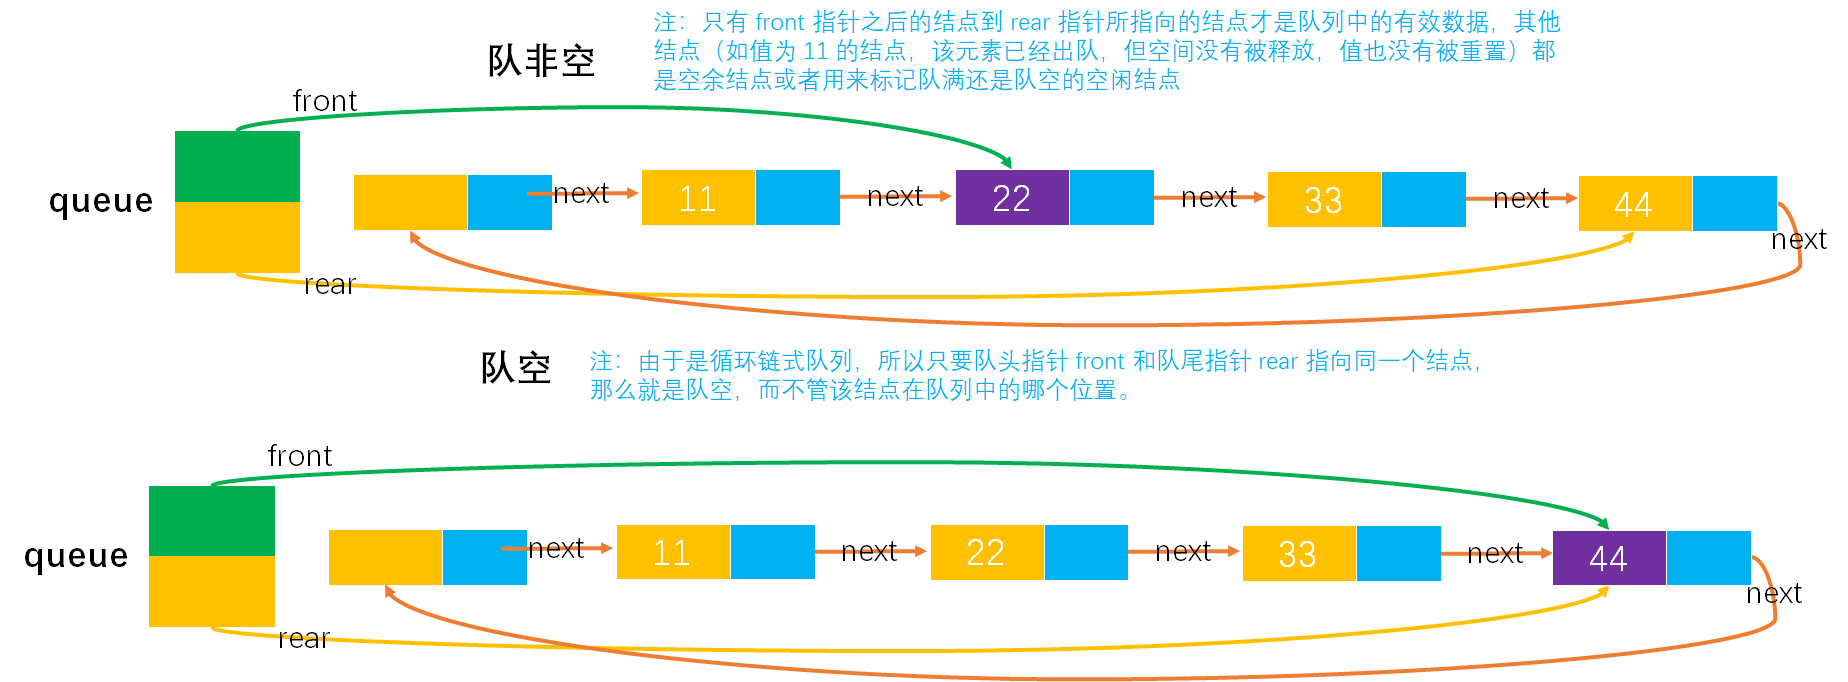 队非空
注：只有 front 指针之后的结点到 rear 指针所指向的结点才是队列中的有效数据，其他
结点（如值为 11 的结点，该元素已经出队，但空间没有被释放，值也没有被重置）都
是空余结点或者用来标记队满还是队空的空闲结点
front
queue
next
11
next
22
next
33
next
44
next
rear
队空
注：由于是循环链式队列，所以只要队头指针 front 和队尾指针 rear 指向同一个结点，
那么就是队空，而不管该结点在队列中的哪个位置。
front
queue
next
11
next
22
next
33
next
44
next
rear